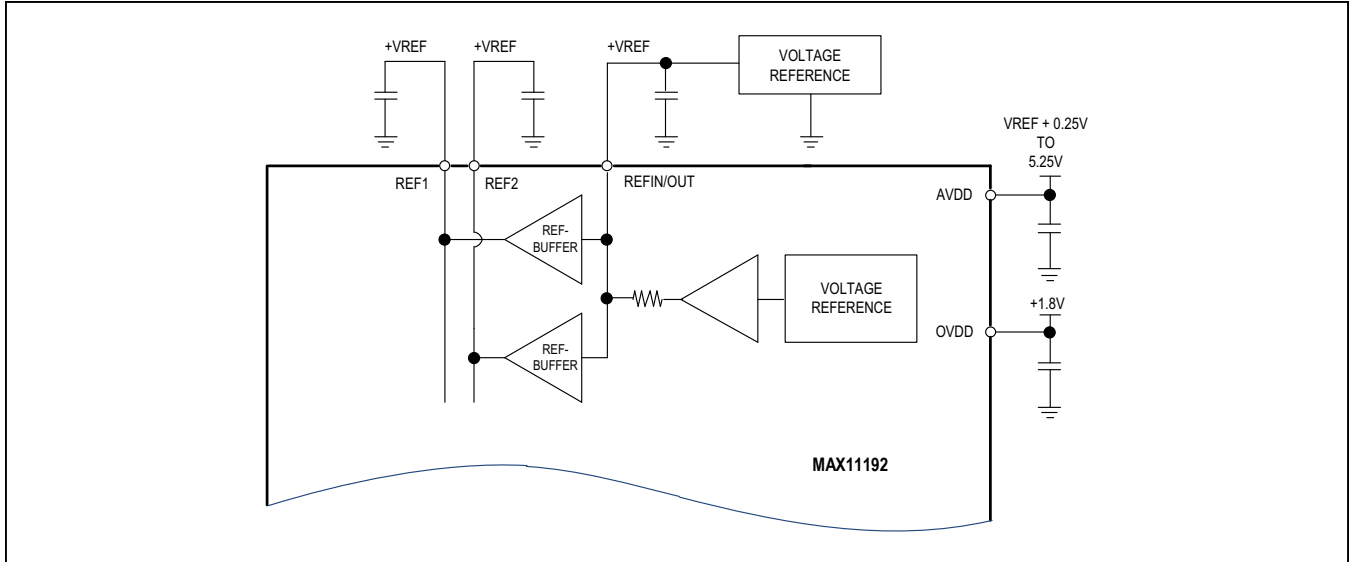 +VREF
+VREF
+VREF
VOLTAGE
REFERENCE
VREF + 0.25V
TO
5.25V
REF1
REF2
REFIN/OUT
AVDD
REF-
BUFFER
VOLTAGE
REFERENCE
+1.8V
OVDD
REF-
BUFFER
MAX11192